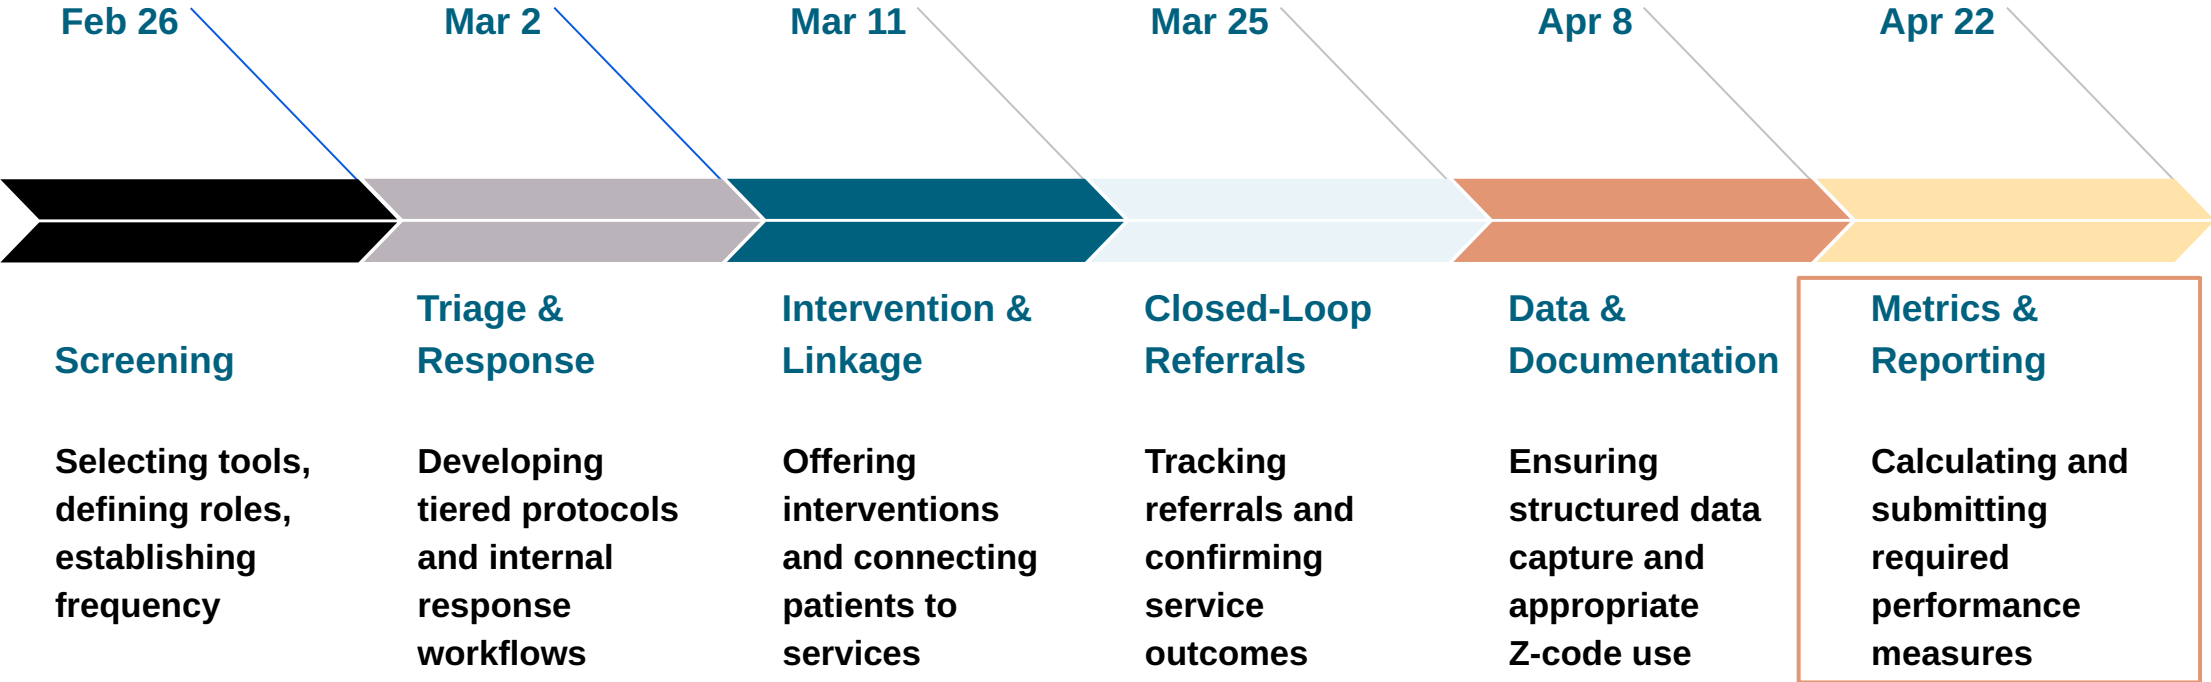 Feb 26
Mar 2
Mar 11
Mar 25
Apr 8
Apr 22
Screening
Selecting tools,
defining roles,
establishing
frequency
Triage &
Response
Developing
tiered protocols
and internal
response
workflows
Intervention &
Linkage
Offering
interventions
and connecting
patients to
services
Closed-Loop
Referrals
Tracking
referrals and
confirming
service
outcomes
Data &
Documentation
Ensuring
structured data
capture and
appropriate
Z-code use
Metrics &
Reporting
Calculating and
submitting
required
performance
measures